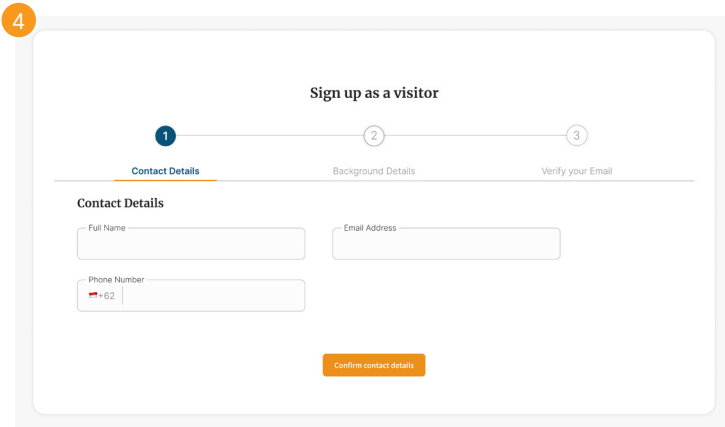 4
Sign up as a visitor
1
2
3
Contact Details
Background Details
Verify your Email
Contact Details
Full Name
Email Address
Phone Number
+62
Confirm contact details